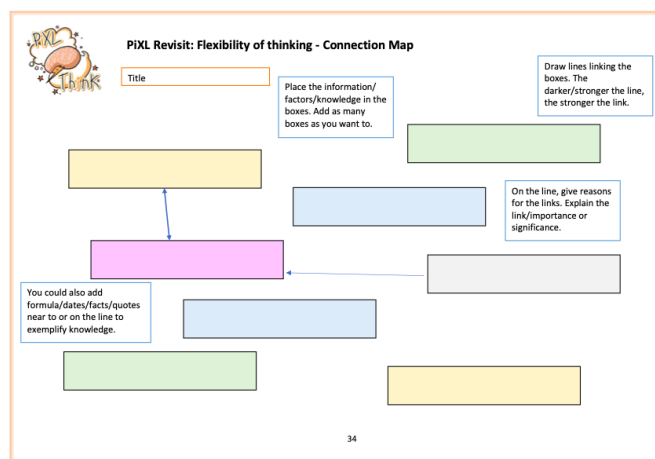 PiXL
Think
PiXL Revisit: Flexibility of thinking - Connection Map
Title
Place the information/
factors/knowledge in the
boxes. Add as many
boxes as you want to.
Draw lines linking the
boxes. The
darker/stronger the line,
the stronger the link.
On the line, give reasons
for the links. Explain the
link/importance or
significance.
You could also add
formula/dates/facts/quotes
near to or on the line to
exemplify knowledge.
34